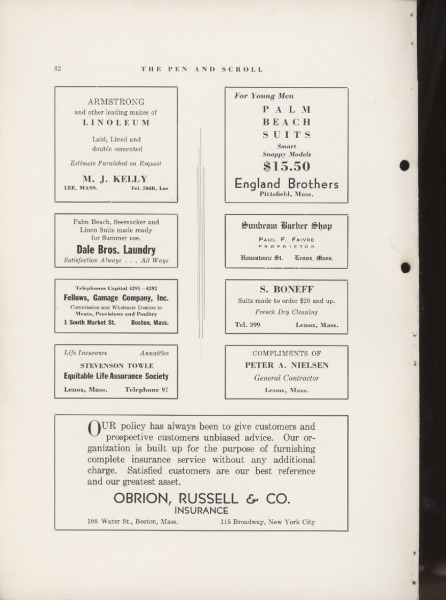 82
THE PEN AND SCROLL
ARMSTRONG
and other leading makes of
LINOLEUM
Laid, Lined and
double cemented
Estimate Furnished on Request
M. J. KELLY
LEE, MASS. Tel. 204R, Lee
For Young Men
PALM
BEACH
SUITS
Smart
Snappy Models
$15.50
England Brothers
Pittsfield, Mass.
Palm Beach, Seersucker and
Linen Suits made ready
for Summer use.
Dale Bros. Laundry
Satisfaction Always . . . All Ways
Sunbeam Barber Shop
PAUL F. FAIVRE
PROPRIETOR
Housatonic St. Lenox, Mass.
Telephones Capitol 4291—4292
Fellows, Gamage Company, Inc.
Commission and Wholesale Dealers in
Meats, Provisions and Poultry
1 South Market St. Boston, Mass.
S. BONEFF
Suits made to order $20 and up.
French Dry Cleaning
Tel. 399 Lenox, Mass.
Life Insurance Annuities
STEVENSON TOWLE
Equitable Life Assurance Society
Lenox, Mass. Telephone 97
COMPLIMENTS OF
PETER A. NIELSEN
General Contractor
Lenox, Mass.
OUR policy has always been to give customers and
prospective customers unbiased advice. Our or-
ganization is built up for the purpose of furnishing
complete insurance service without any additional
charge. Satisfied customers are our best reference
and our greatest asset.
OBRION, RUSSELL & CO.
INSURANCE
108 Water St., Boston, Mass. 115 Broadway, New York City